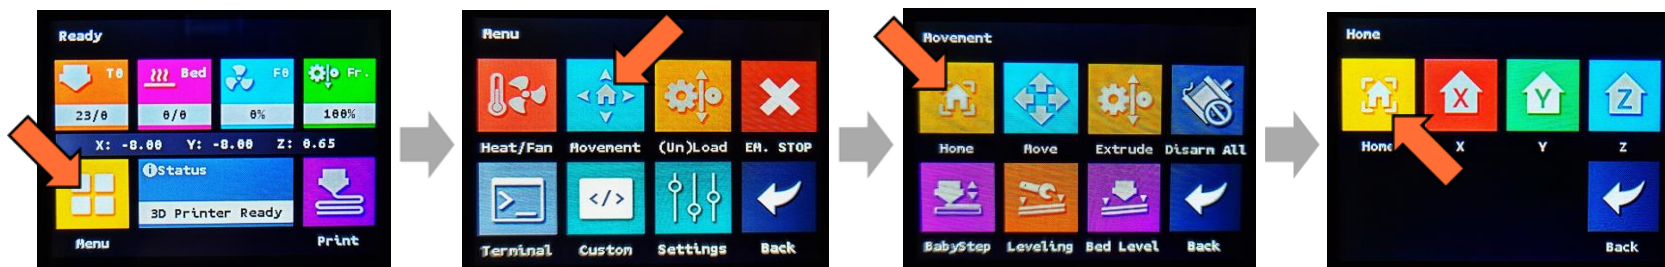 Ready
T0 Bed F0 Fr.
23/0 0/0 0% 100%
X: -8.00 Y: -8.00 Z: 0.65
Status
3D Printer Ready
Menu Print
Menu
Heat/Fan Movement (Un)Load EM. STOP
Terminal Custom Settings Back
Movement
Home Move Extrude Disarm All
BabyStep Leveling Bed Level Back
Home
X Y Z
Home X Y Z
Back